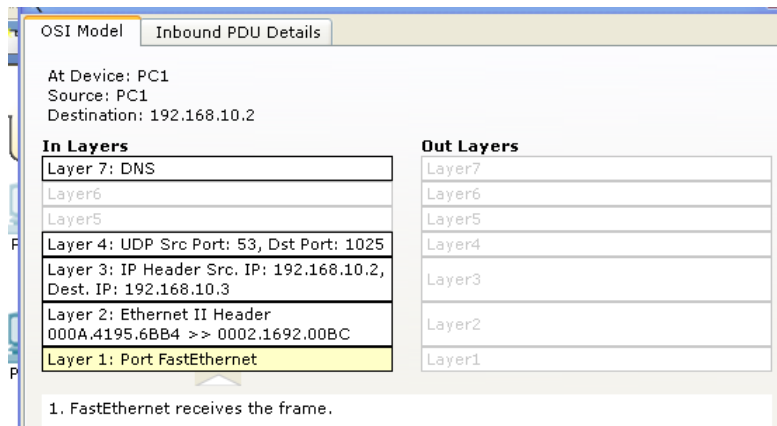 OSI Model
Inbound PDU Details
At Device: PC1
Source: PC1
Destination: 192.168.10.2
In Layers
Out Layers
Layer 7: DNS
Layer7
Layer6
Layer6
Layer5
Layer5
Layer 4: UDP Src Port: 53, Dst Port: 1025
Layer4
Layer 3: IP Header Src. IP: 192.168.10.2,
Dest. IP: 192.168.10.3
Layer3
Layer 2: Ethernet II Header
000A.4195.6BB4 >> 0002.1692.00BC
Layer2
Layer 1: Port FastEthernet
Layer1
1. FastEthernet receives the frame.